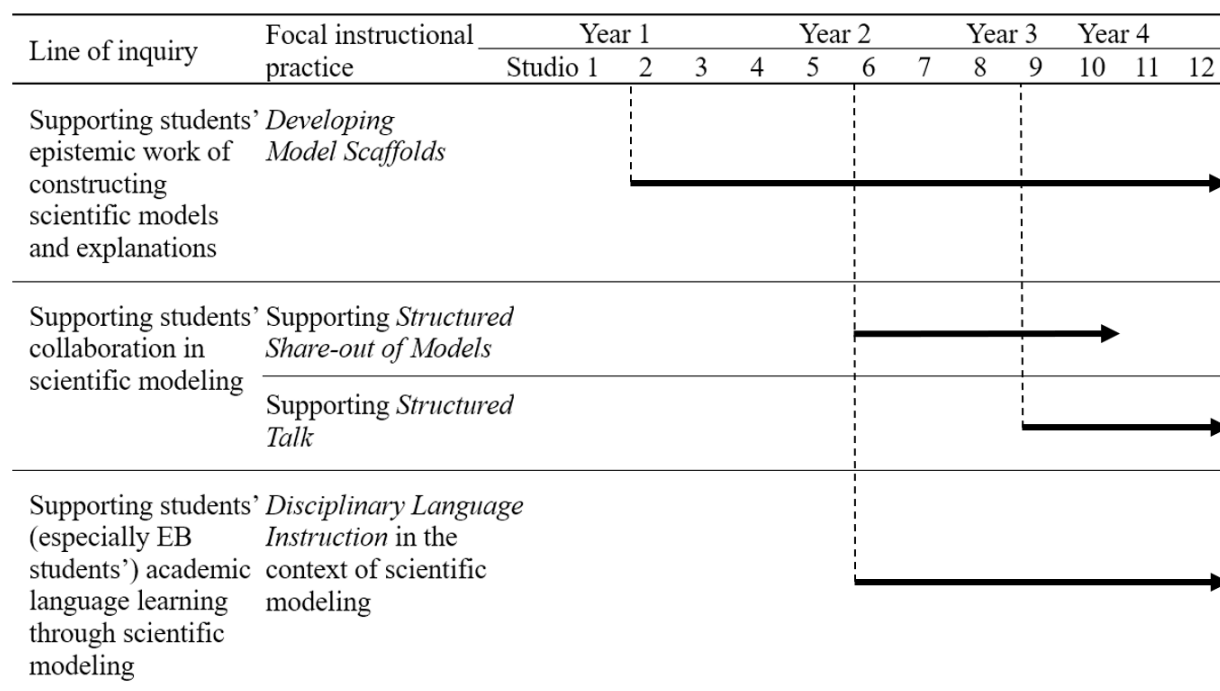 Line of inquiry
Focal instructional
practice
Year 1 Year 2 Year 3 Year 4
Studio 1 2 3 4 5 6 7 8 9 10 11 12
Supporting students’
epistemic work of
constructing
scientific models
and explanations
Developing
Model Scaffolds
Supporting students’
collaboration in
scientific modeling
Supporting Structured
Share-out of Models
Supporting Structured
Talk
Supporting students’
(especially EB
students’) academic
language learning
through scientific
modeling
Disciplinary Language
Instruction in the
context of scientific
modeling